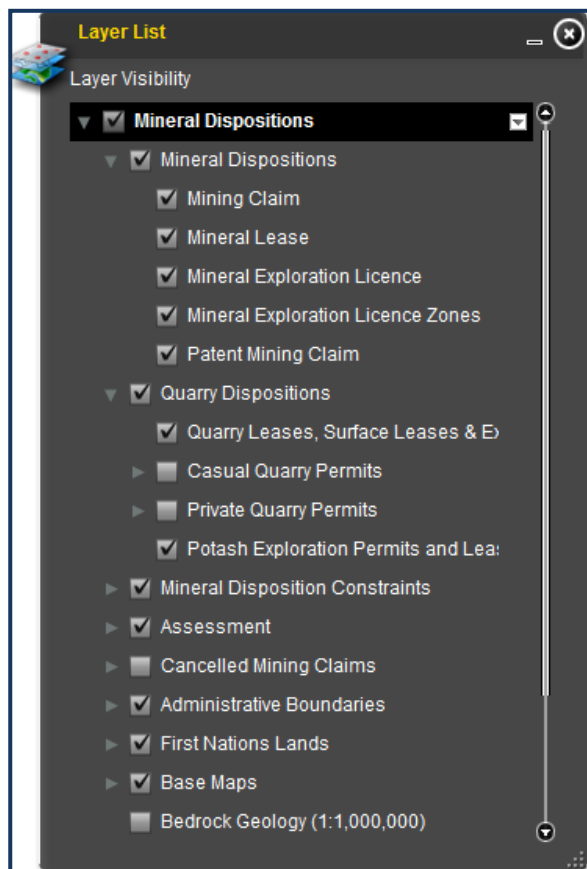 Layer List
Layer Visibility
Mineral Dispositions
Mineral Dispositions
Mining Claim
Mineral Lease
Mineral Exploration Licence
Mineral Exploration Licence Zones
Patent Mining Claim
Quarry Dispositions
Quarry Leases, Surface Leases & Ex
Casual Quarry Permits
Private Quarry Permits
Potash Exploration Permits and Leas
Mineral Disposition Constraints
Assessment
Cancelled Mining Claims
Administrative Boundaries
First Nations Lands
Base Maps
Bedrock Geology (1:1,000,000)